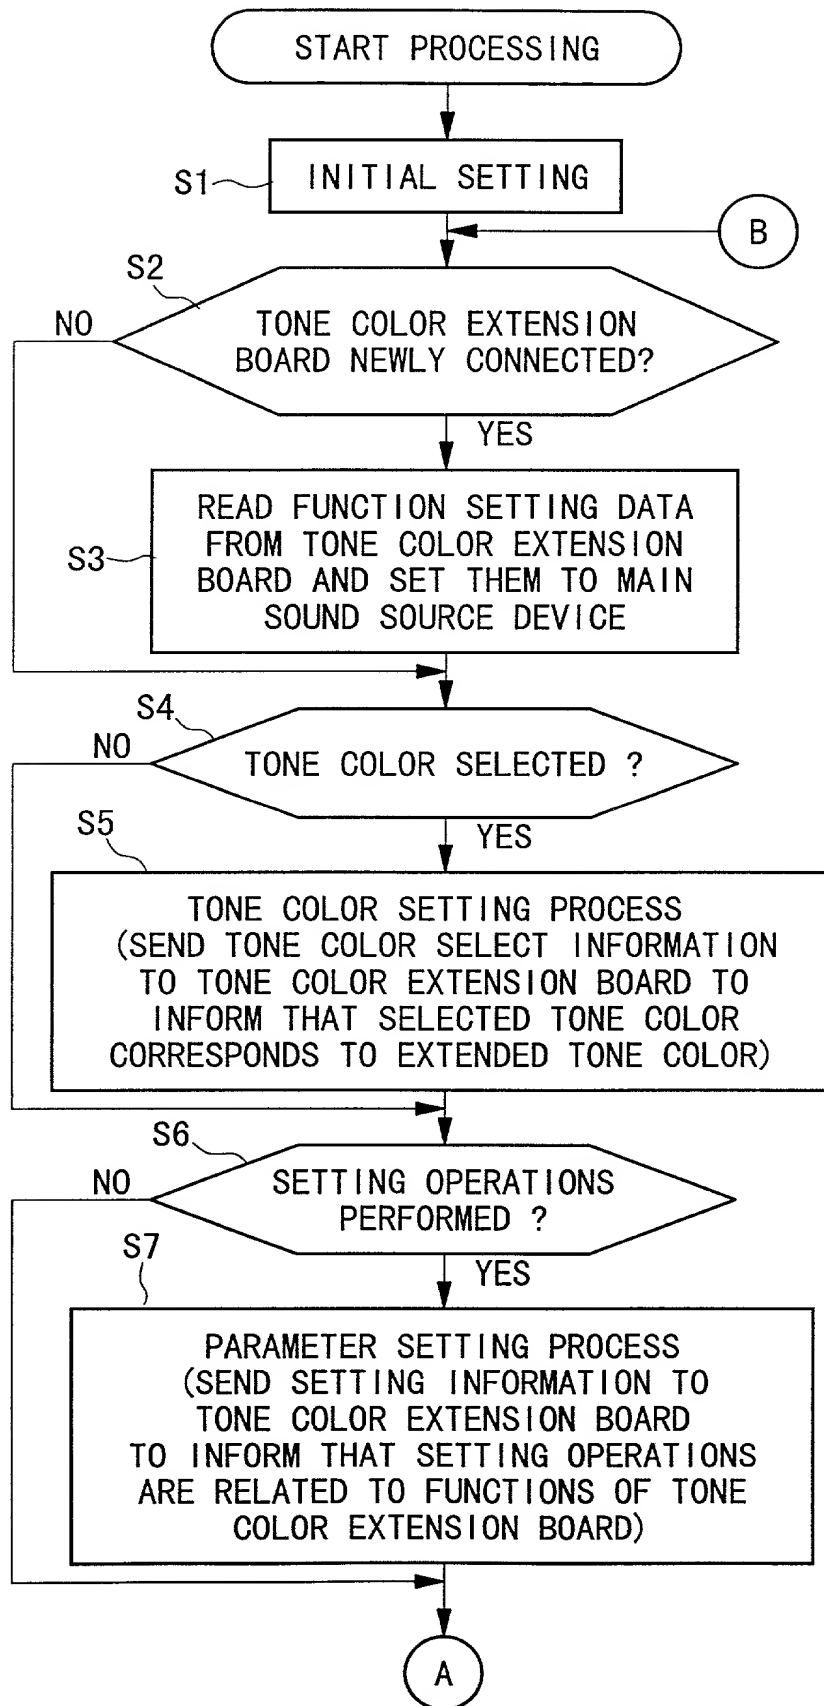 START PROCESSING
S1
INITIAL SETTING
B
S2
NO
TONE COLOR EXTENSION
BOARD NEWLY CONNECTED?
YES
S3
READ FUNCTION SETTING DATA
FROM TONE COLOR EXTENSION
BOARD AND SET THEM TO MAIN
SOUND SOURCE DEVICE
S4
NO
TONE COLOR SELECTED ?
YES
S5
TONE COLOR SETTING PROCESS
(SEND TONE COLOR SELECT INFORMATION
TO TONE COLOR EXTENSION BOARD TO
INFORM THAT SELECTED TONE COLOR
CORRESPONDS TO EXTENDED TONE COLOR)
S6
NO
SETTING OPERATIONS
PERFORMED ?
YES
S7
PARAMETER SETTING PROCESS
(SEND SETTING INFORMATION TO
TONE COLOR EXTENSION BOARD
TO INFORM THAT SETTING OPERATIONS
ARE RELATED TO FUNCTIONS OF TONE
COLOR EXTENSION BOARD)
A